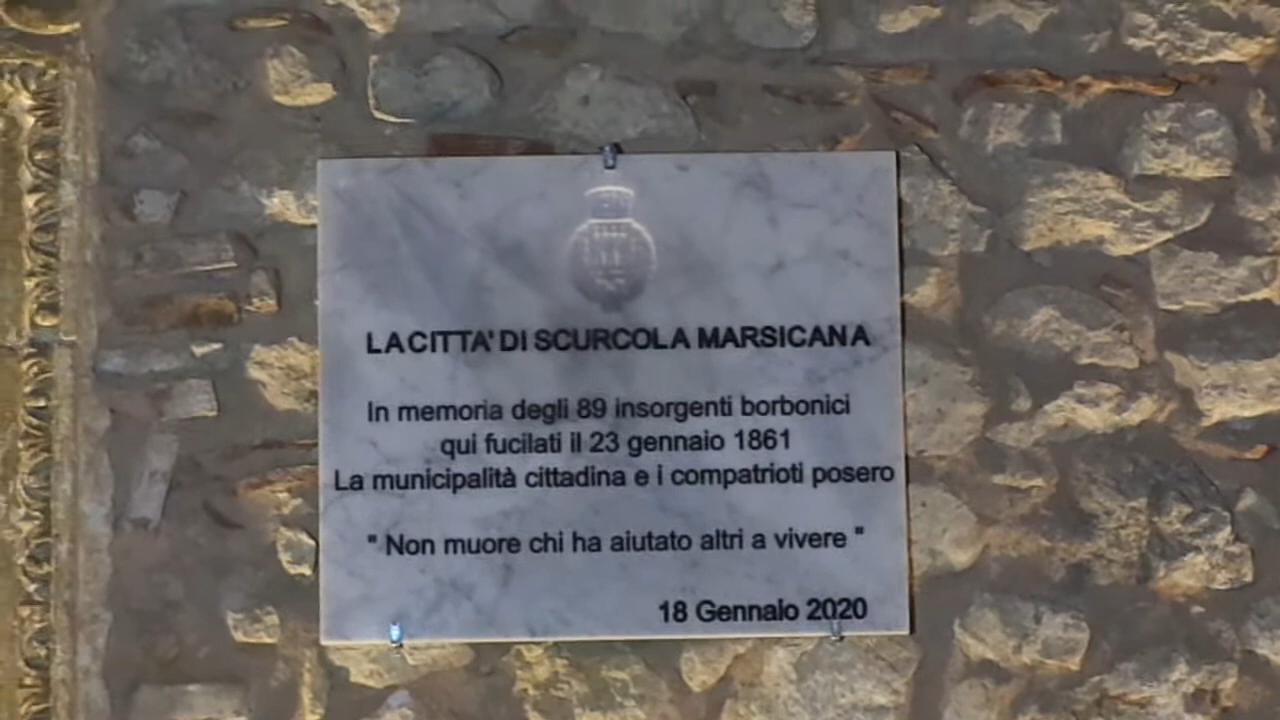 LA CITTA' DI SCURCOLA MARSICANA
In memoria degli 89 insorgenti borbonici
qui fucilati il 23 gennaio 1861
La municipalità cittadina e i compatrioti posero
" Non muore chi ha aiutato altri a vivere "
18 Gennaio 2020